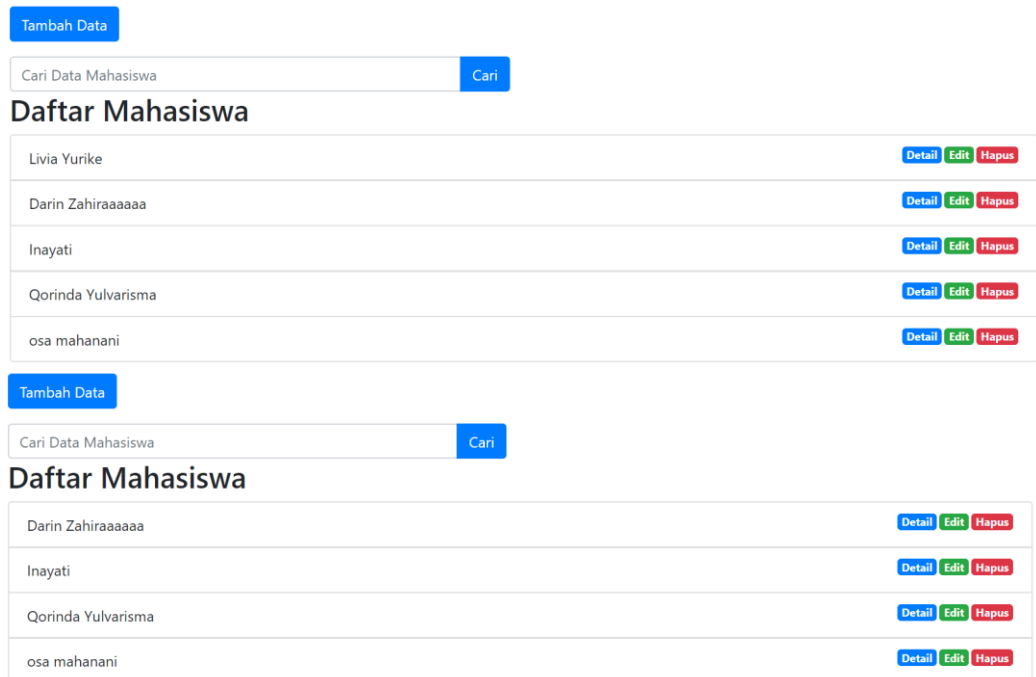 Tambah Data
Cari Data Mahasiswa Cari
Daftar Mahasiswa
Livia Yurike Detail Edit Hapus
Darin Zahiraaaaaa Detail Edit Hapus
Inayati Detail Edit Hapus
Qorinda Yulvarisma Detail Edit Hapus
osa mahanani Detail Edit Hapus
Tambah Data
Cari Data Mahasiswa Cari
Daftar Mahasiswa
Darin Zahiraaaaaa Detail Edit Hapus
Inayati Detail Edit Hapus
Qorinda Yulvarisma Detail Edit Hapus
osa mahanani Detail Edit Hapus